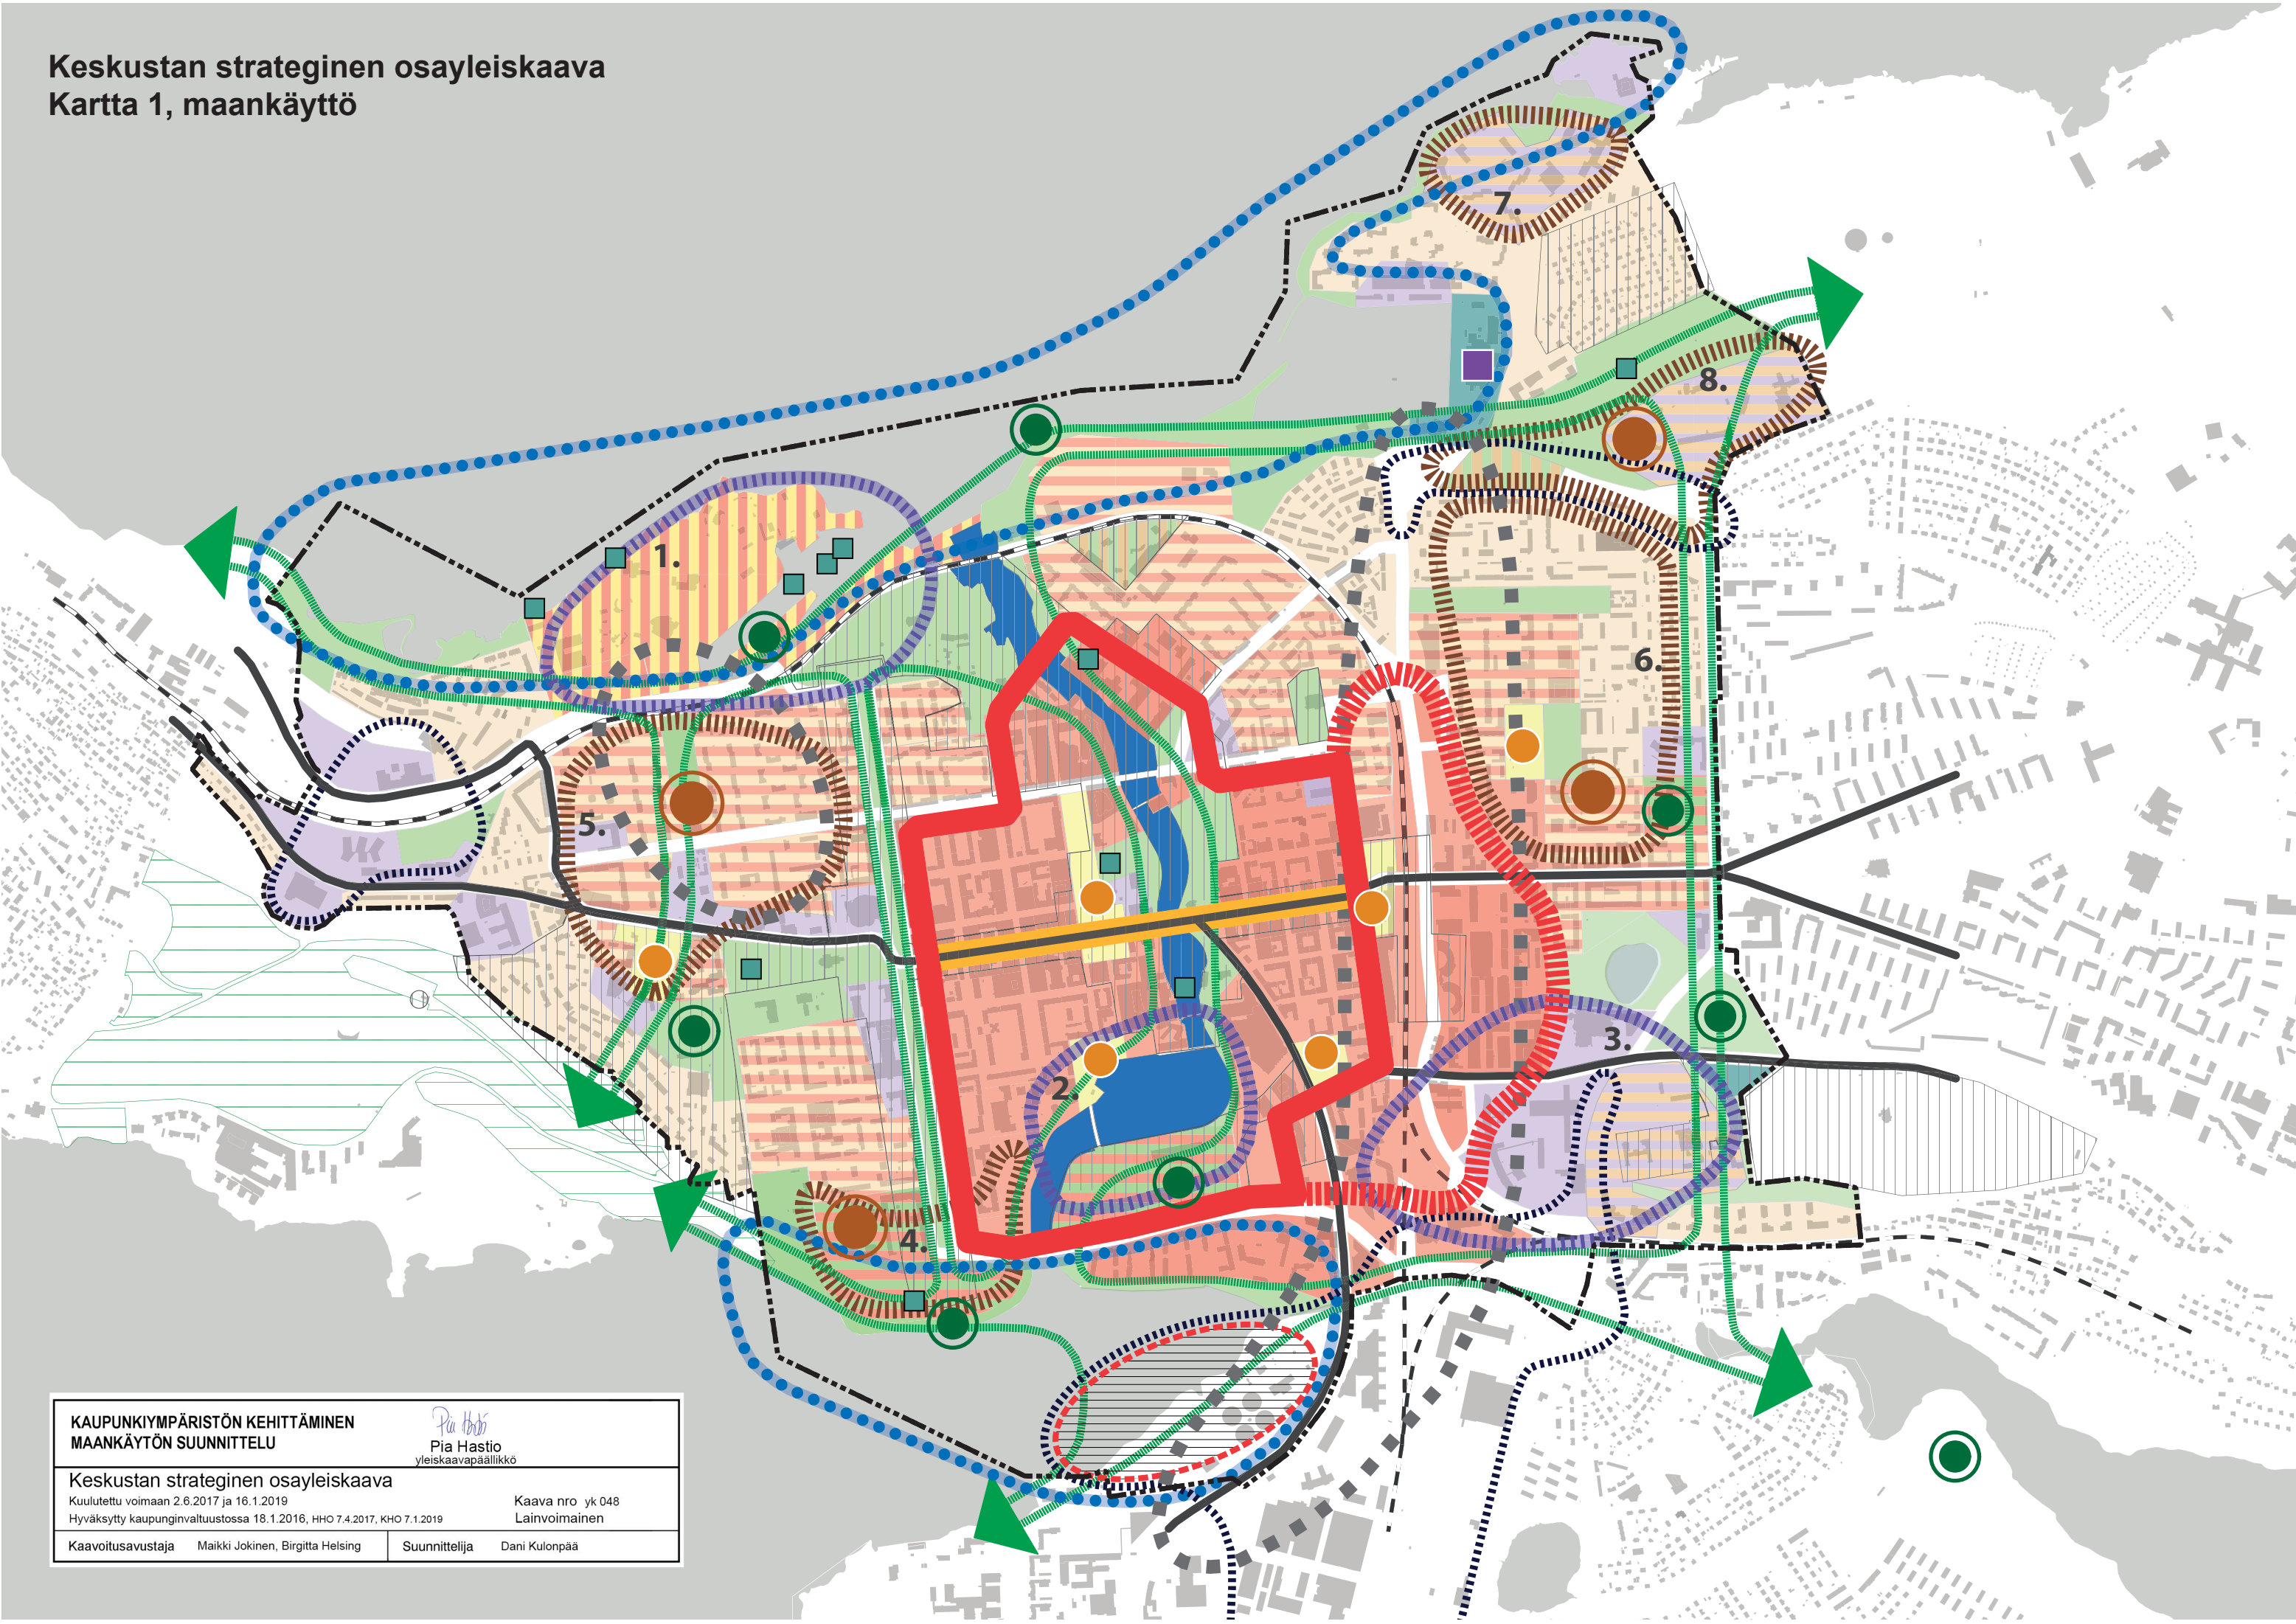 Keskustan strateginen osayleiskaava
Kartta 1, maankäyttö
7.
8.
1.
6.
5.
3.
2.
4.
KAUPUNKIYMPÄRISTÖN KEHITTÄMINEN
MAANKÄYTÖN SUUNNITTELU
Pia Hastio
yleiskaavapäällikkö
Keskustan strateginen osayleiskaava
Kuulutettu voimaan 2.6.2017 ja 16.1.2019
Kaava nro yk 048
Hyväksytty kaupunginvaltuustossa 18.1.2016, HHO 7.4.2017, KHO 7.1.2019
Lainvoimainen
Kaavoitusavustaja Maikki Jokinen, Birgitta Helsing
Suunnittelija Dani Kulonpää